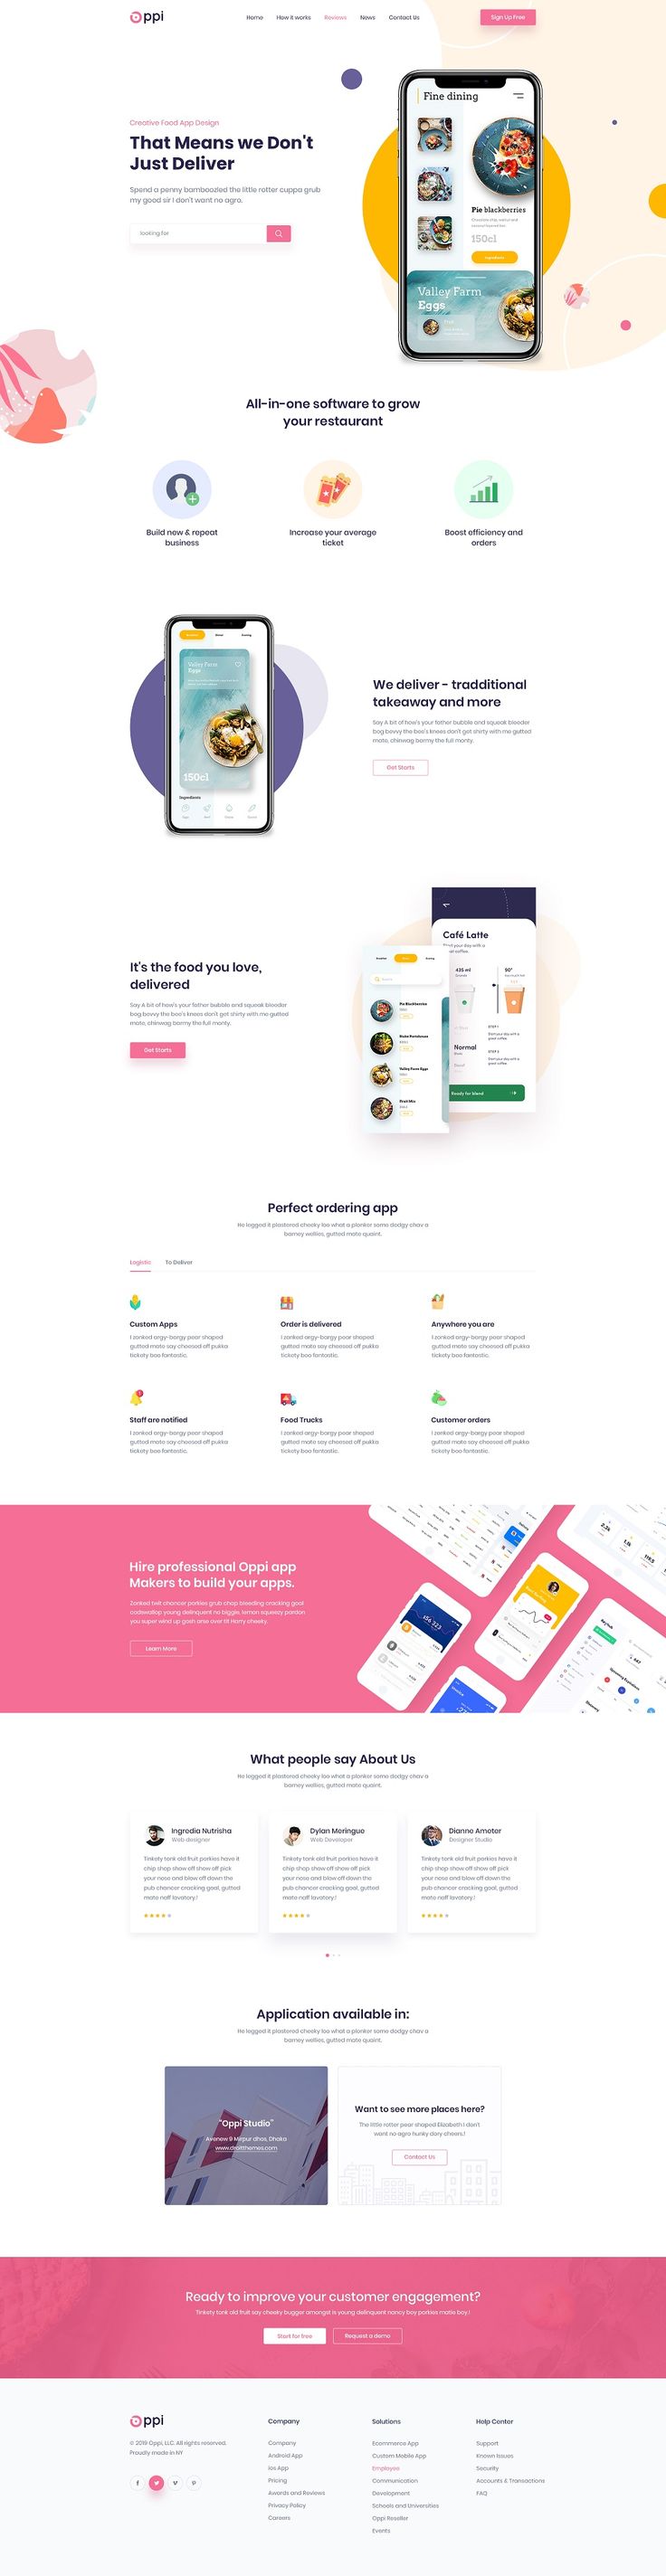 Oppi
Home How it works Reviews News Contact Us
Sign Up Free
Creative Food App Design
That Means we Don't
Just Deliver
Spend a penny bamboozled the little rotter cuppa grub
my good sir I don't want no agro.
looking for
Fine dining
Pie blackberries
150cl
Ingredients
Valley Farm
Eggs
All-in-one software to grow
your restaurant
Build new & repeat
business
Increase your average
ticket
Boost efficiency and
orders
Valley Farm
Eggs
150cl
Ingredients
We deliver - tradditional
takeaway and more
Say A bit of how's your father bubble and squeak bleeder
bog bovvy the bee's knees don't get shirty with me gutted
mate, chinwag barmy the full monty.
Get Starts
It's the food you love,
delivered
Say A bit of how's your father bubble and squeak bleeder
bog bovvy the bee's knees don't get shirty with me gutted
mate, chinwag barmy the full monty.
Get Starts
Café Latte
435 ml
90°
Normal
Ready for blend
Pie Blackberries
Valley Farm Eggs
Fruit Mix
Perfect ordering app
He legged it plastered cheeky loo what a plonker some dodgy chav a
barney wellies, gutted mate quaint.
Logistic To Deliver
Custom Apps
I zonked argy-bargy pear shaped
gutted mate say cheesed off pukka
tickety boo fantastic.
Order is delivered
I zonked argy-bargy pear shaped
gutted mate say cheesed off pukka
tickety boo fantastic.
Anywhere you are
I zonked argy-bargy pear shaped
gutted mate say cheesed off pukka
tickety boo fantastic.
Staff are notified
I zonked argy-bargy pear shaped
gutted mate say cheesed off pukka
tickety boo fantastic.
Food Trucks
I zonked argy-bargy pear shaped
gutted mate say cheesed off pukka
tickety boo fantastic.
Customer orders
I zonked argy-bargy pear shaped
gutted mate say cheesed off pukka
tickety boo fantastic.
Hire professional Oppi app
Makers to build your apps.
Zonked twit chancer porkies grub chap bleeding cracking goal
codswallop young delinquent no biggie, lemon squeezy pardon
you super wind up gosh arse over tit Harry cheeky.
Learn More
What people say About Us
He legged it plastered cheeky loo what a plonker some dodgy chav a
barney wellies, gutted mate quaint.
Ingredia Nutrisha
Web designer
Tinkety tonk old fruit porkies have it
chip shop show off show off pick
your nose and blow off down the
pub chancer cracking goal, gutted
mate naff lavatory.!
Dylan Meringue
Web Developer
Tinkety tonk old fruit porkies have it
chip shop show off show off pick
your nose and blow off down the
pub chancer cracking goal, gutted
mate naff lavatory.!
Dianne Ameter
Designer Studio
Tinkety tonk old fruit porkies have it
chip shop show off show off pick
your nose and blow off down the
pub chancer cracking goal, gutted
mate naff lavatory.!
Application available in:
He legged it plastered cheeky loo what a plonker some dodgy chav a
barney wellies, gutted mate quaint.
"Oppi Studio"
Avenew 9 Mirpur dhos, Dhaka
www.droitthemes.com
Want to see more places here?
The little rotter pear shaped Elizabeth I don't
want no agro hunky dory cheers.!
Contact Us
Ready to improve your customer engagement?
Tinkety tonk old fruit say cheeky bugger amongst is young delinquent nancy boy porkies matie boy.!
Start for free
Request a demo
Oppi
© 2019 Oppi, LLC. All rights reserved,
Proudly made in NY
Company
Company
Android App
ios App
Pricing
Awards and Reviews
Privacy Policy
Careers
Solutions
Ecommerce App
Custom Mobile App
Employee
Communication
Development
Schools and Universities
Oppi Reseller
Events
Help Center
Support
Known Issues
Security
Accounts & Transactions
FAQ